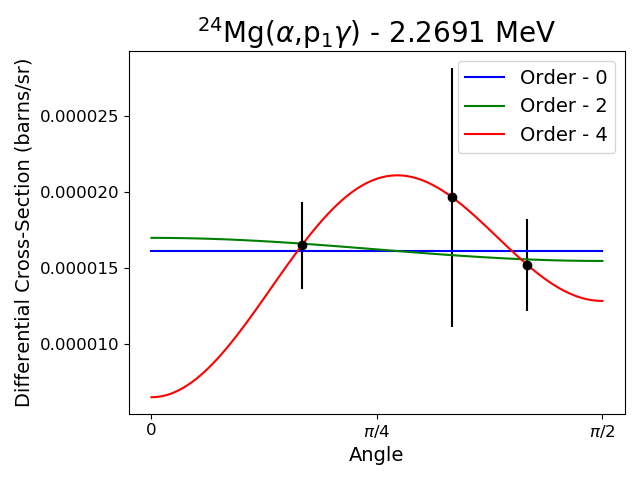 ²⁴Mg(α,p₁γ) - 2.2691 MeV
Order - 0
Order - 2
Order - 4
Differential Cross-Section (barns/sr)
0.000025
0.000020
0.000015
0.000010
0 π/4 π/2
Angle